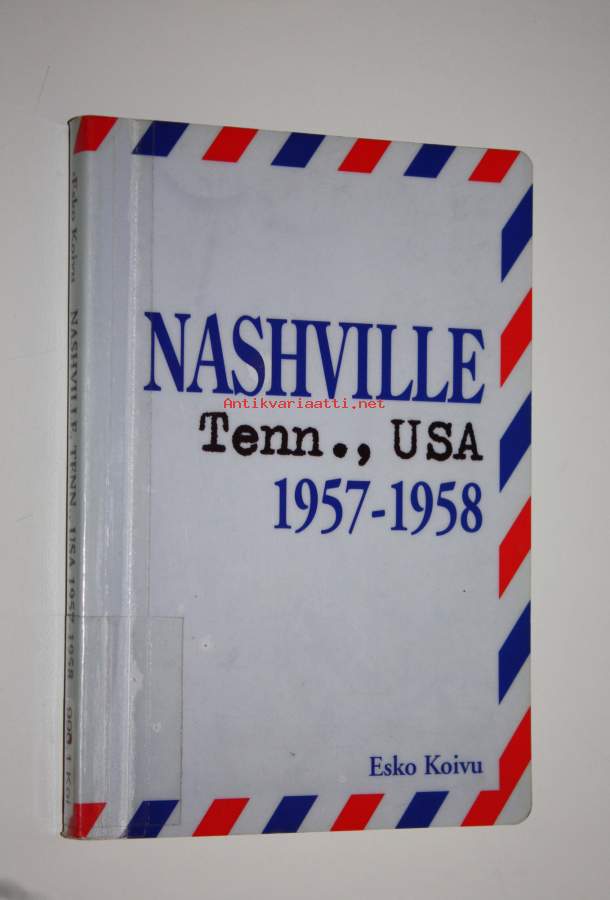 NASHVILLE
Antikvariaatti.net
Tenn., USA
1957-1958
Esko Koivu
Esko Koivu NASHVILLE, TENN., USA 1957-1958